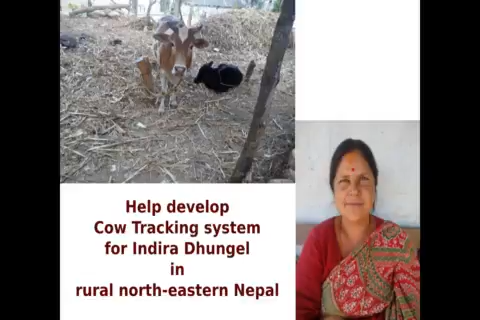 Help develop
Cow Tracking system
for Indira Dhungel
in
rural north-eastern Nepal